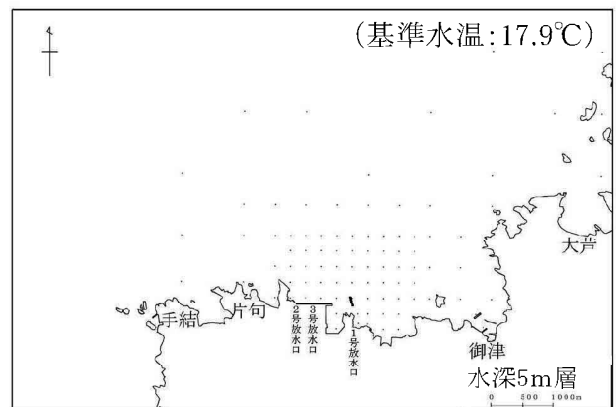 (基準水温:17.9℃)
大芦
手結
片句
2号放水口
3号放水口
1号放水口
御津
水深5m層
0 500 1000m